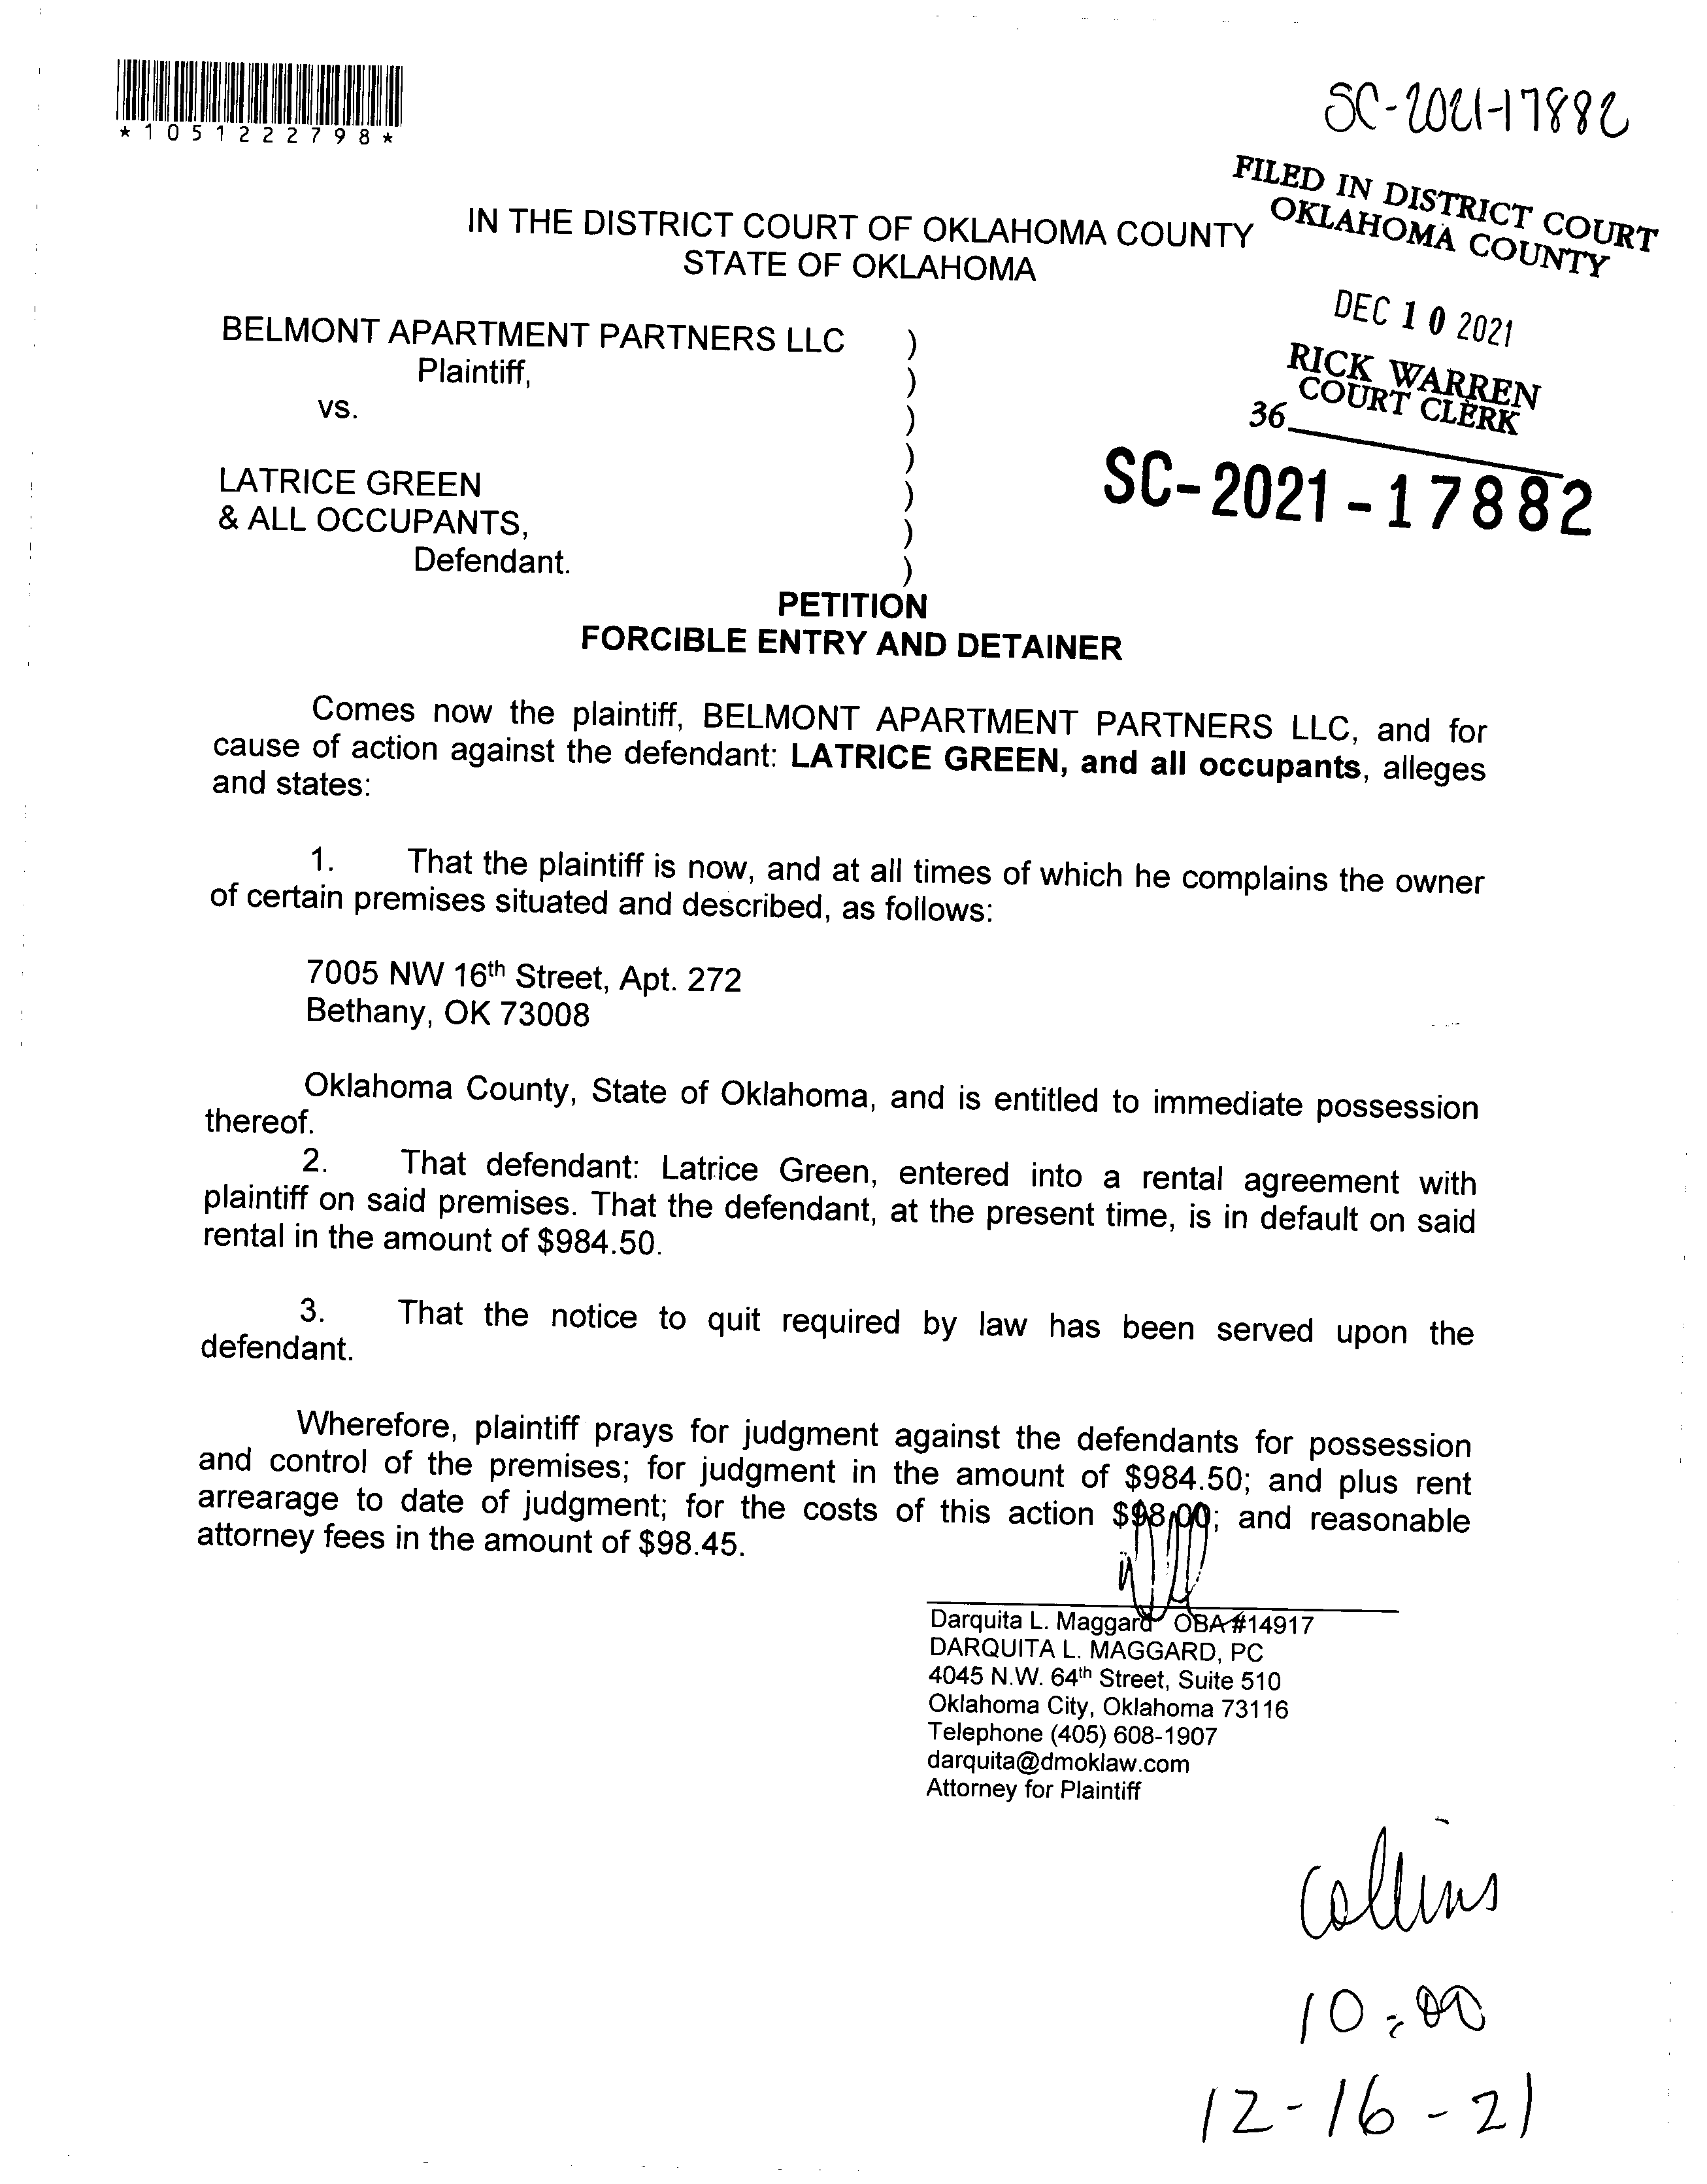 *1051222798*
SC-2021-17882
FILED IN DISTRICT COURT
OKLAHOMA COUNTY
IN THE DISTRICT COURT OF OKLAHOMA COUNTY
STATE OF OKLAHOMA
DEC 10 2021
RICK WARREN
COURT CLERK
36
SC-2021-17882
BELMONT APARTMENT PARTNERS LLC )
Plaintiff, )
vs. )
)
LATRICE GREEN )
& ALL OCCUPANTS, )
Defendant. )
PETITION
FORCIBLE ENTRY AND DETAINER
Comes now the plaintiff, BELMONT APARTMENT PARTNERS LLC, and for
cause of action against the defendant: LATRICE GREEN, and all occupants, alleges
and states:
1. That the plaintiff is now, and at all times of which he complains the owner
of certain premises situated and described, as follows:
7005 NW 16th Street, Apt. 272
Bethany, OK 73008
Oklahoma County, State of Oklahoma, and is entitled to immediate possession
thereof.
2. That defendant: Latrice Green, entered into a rental agreement with
plaintiff on said premises. That the defendant, at the present time, is in default on said
rental in the amount of $984.50.
3. That the notice to quit required by law has been served upon the
defendant.
Wherefore, plaintiff prays for judgment against the defendants for possession
and control of the premises; for judgment in the amount of $984.50; and plus rent
arrearage to date of judgment; for the costs of this action $98.00; and reasonable
attorney fees in the amount of $98.45.
Darquita L. Maggard OBA #14917
DARQUITA L. MAGGARD, PC
4045 N.W. 64th Street, Suite 510
Oklahoma City, Oklahoma 73116
Telephone (405) 608-1907
darquita@dmoklaw.com
Attorney for Plaintiff
Collins
10:00
12-16-21